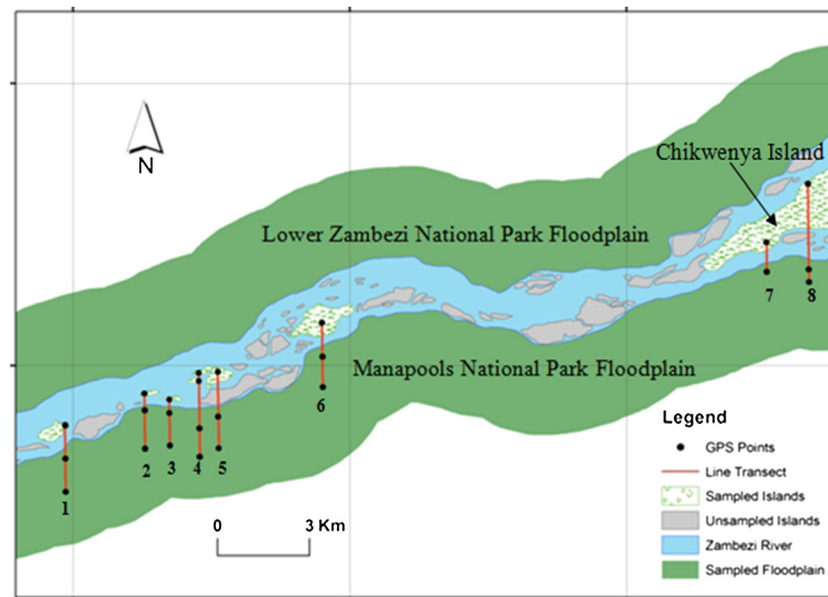 N
Chikwenya Island
Lower Zambezi National Park Floodplain
Manapools National Park Floodplain
1
2
3
4
5
6
7
8
0 3 Km
Legend
GPS Points
Line Transect
Sampled Islands
Unsampled Islands
Zambezi River
Sampled Floodplain